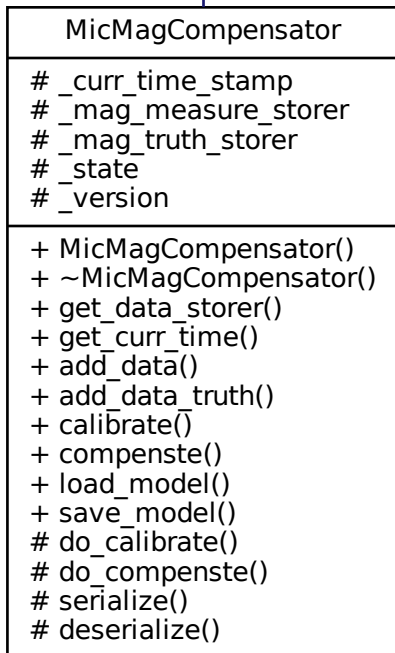 MicMagCompensator
# _curr_time_stamp
# _mag_measure_storer
# _mag_truth_storer
# _state
# _version
+ MicMagCompensator()
+ ~MicMagCompensator()
+ get_data_storer()
+ get_curr_time()
+ add_data()
+ add_data_truth()
+ calibrate()
+ compenste()
+ load_model()
+ save_model()
# do_calibrate()
# do_compenste()
# serialize()
# deserialize()